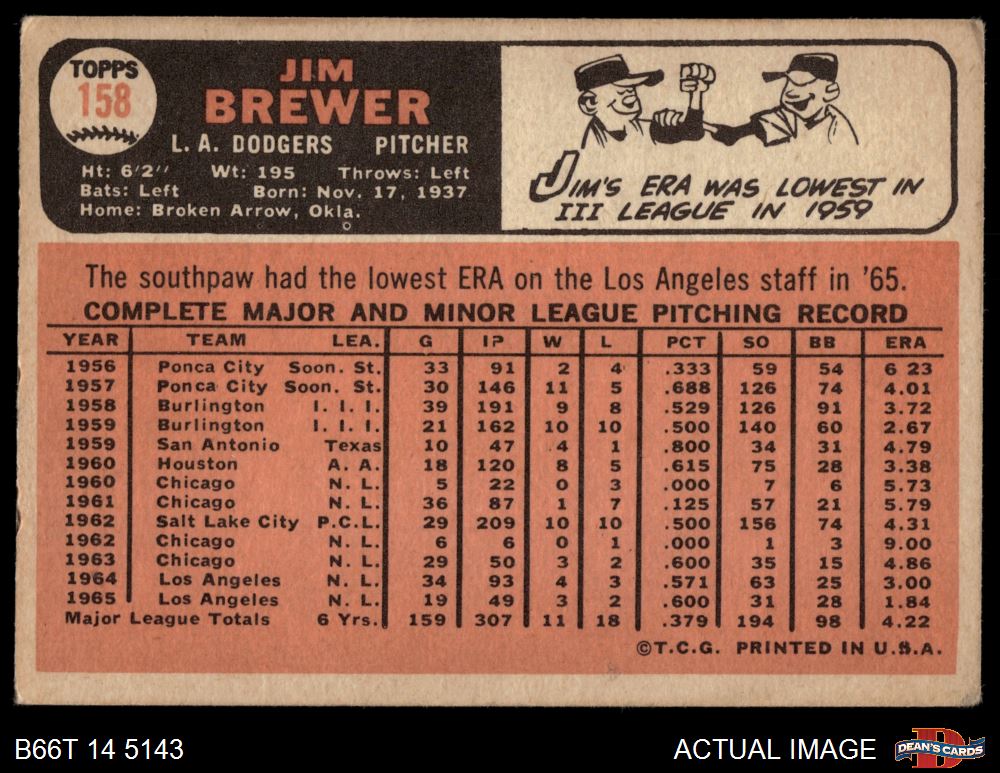 TOPPS
158
JIM
BREWER
L. A. DODGERS PITCHER
Ht: 6'2" Wt: 195 Throws: Left
Bats: Left Born: Nov. 17, 1937
Home: Broken Arrow, Okla.
JIM'S ERA WAS LOWEST IN
III LEAGUE IN 1959
The southpaw had the lowest ERA on the Los Angeles staff in '65.
COMPLETE MAJOR AND MINOR LEAGUE PITCHING RECORD
YEAR TEAM LEA. G IP W L PCT SO BB ERA
1956 Ponca City Soon. St. 33 91 2 4 .333 59 54 6 23
1957 Ponca City Soon. St. 30 146 11 5 .688 126 74 4.01
1958 Burlington I. I. I. 39 191 9 8 .529 126 91 3.72
1959 Burlington I. I. I. 21 162 10 10 .500 140 60 2.67
1959 San Antonio Texas 10 47 4 1 .800 34 31 4.79
1960 Houston A. A. 18 120 8 5 .615 75 28 3.38
1960 Chicago N. L. 5 22 0 3 .000 7 6 5.73
1961 Chicago N. L. 36 87 1 7 .125 57 21 5.79
1962 Salt Lake City P.C.L. 29 209 10 10 .500 156 74 4.31
1962 Chicago N. L. 6 6 0 1 .000 1 3 9.00
1963 Chicago N. L. 29 50 3 2 .600 35 15 4.86
1964 Los Angeles N. L. 34 93 4 3 .571 63 25 3.00
1965 Los Angeles N. L. 19 49 3 2 .600 31 28 1.84
Major League Totals 6 Yrs. 159 307 11 18 .379 194 98 4.22
©T.C.G. PRINTED IN U.S.A.
B66T 14 5143
ACTUAL IMAGE
DEAN'S CARDS